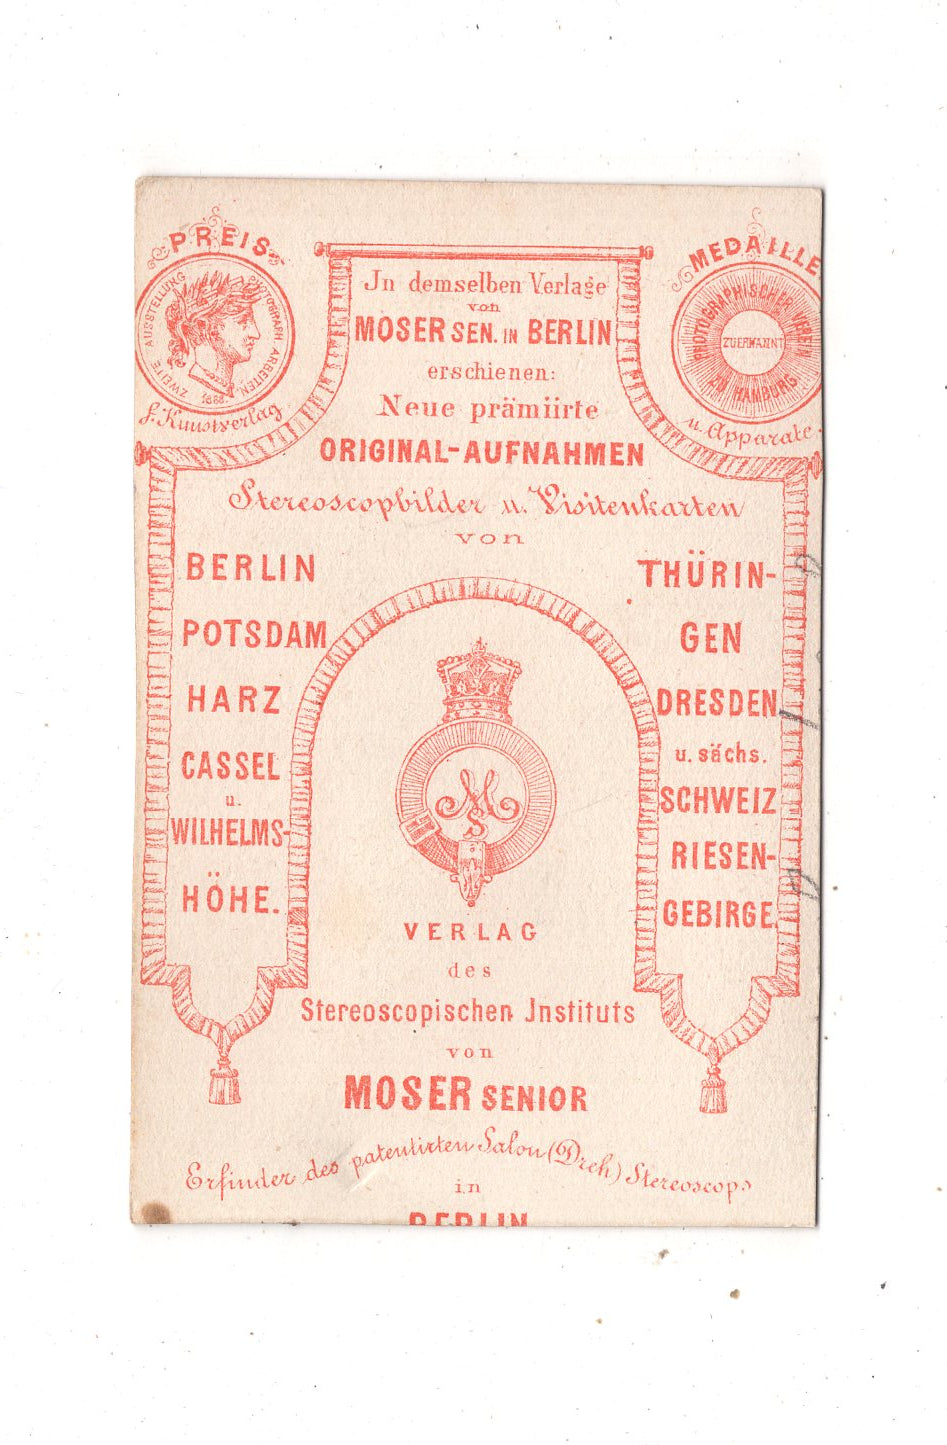 PREIS-
ZWEITE AUSSTELLUNG PHOTOGRAPH ARBEITEN.
1868.
f. Kunstverlag
MEDAILLE
PHOTOGRAPHISCHER VEREIN
ZUERKANNT
ZU HAMBURG
u. Apparate.
Jn demselben Verlage
von
MOSER SEN. IN BERLIN
erschienen:
Neue prämiirte
ORIGINAL-AUFNAHMEN
Stereoscopbilder u. Visitenkarten
von
BERLIN
POTSDAM
HARZ
CASSEL
u.
WILHELMS-
HÖHE.
THÜRIN-
GEN
DRESDEN
u. sächs.
SCHWEIZ
RIESEN-
GEBIRGE.
M
S
VERLAG
des
Stereoscopischen Jnstituts
von
MOSER SENIOR
Erfinder des patentirten Salon (Dreh) Stereoscops
in
BERLIN